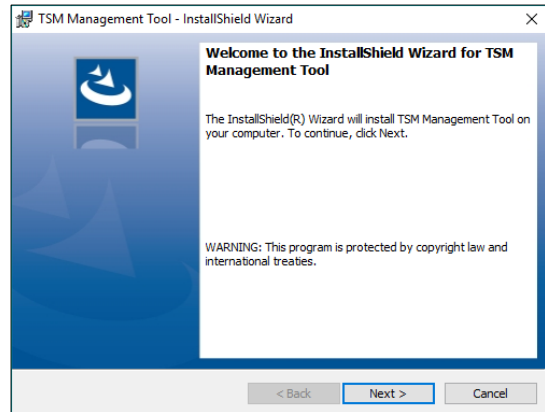 TSM Management Tool - InstallShield Wizard
Welcome to the InstallShield Wizard for TSM
Management Tool
The InstallShield(R) Wizard will install TSM Management Tool on
your computer. To continue, click Next.
WARNING: This program is protected by copyright law and
international treaties.
< Back
Next >
Cancel